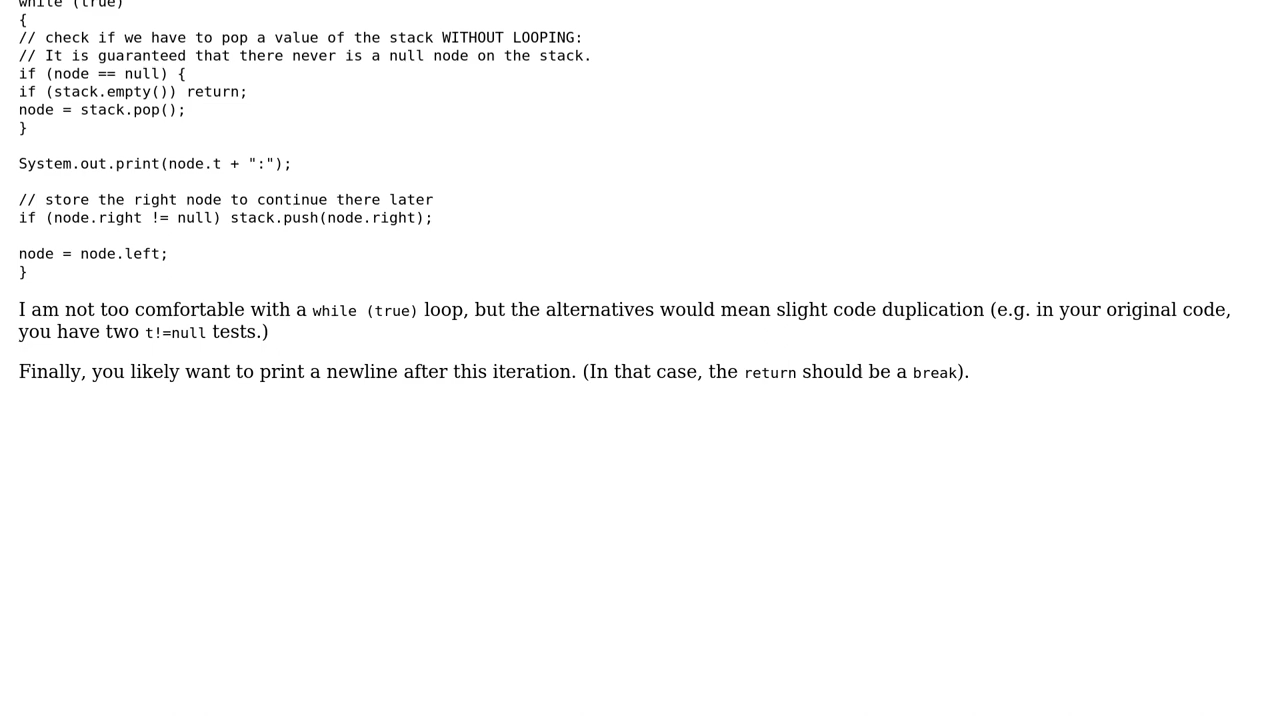 while (true)
{
// check if we have to pop a value of the stack WITHOUT LOOPING:
// It is guaranteed that there never is a null node on the stack.
if (node == null) {
if (stack.empty()) return;
node = stack.pop();
}
System.out.print(node.t + ":");
// store the right node to continue there later
if (node.right != null) stack.push(node.right);
node = node.left;
}
I am not too comfortable with a while (true) loop, but the alternatives would mean slight code duplication (e.g. in your original code,
you have two t!=null tests.)
Finally, you likely want to print a newline after this iteration. (In that case, the return should be a break).